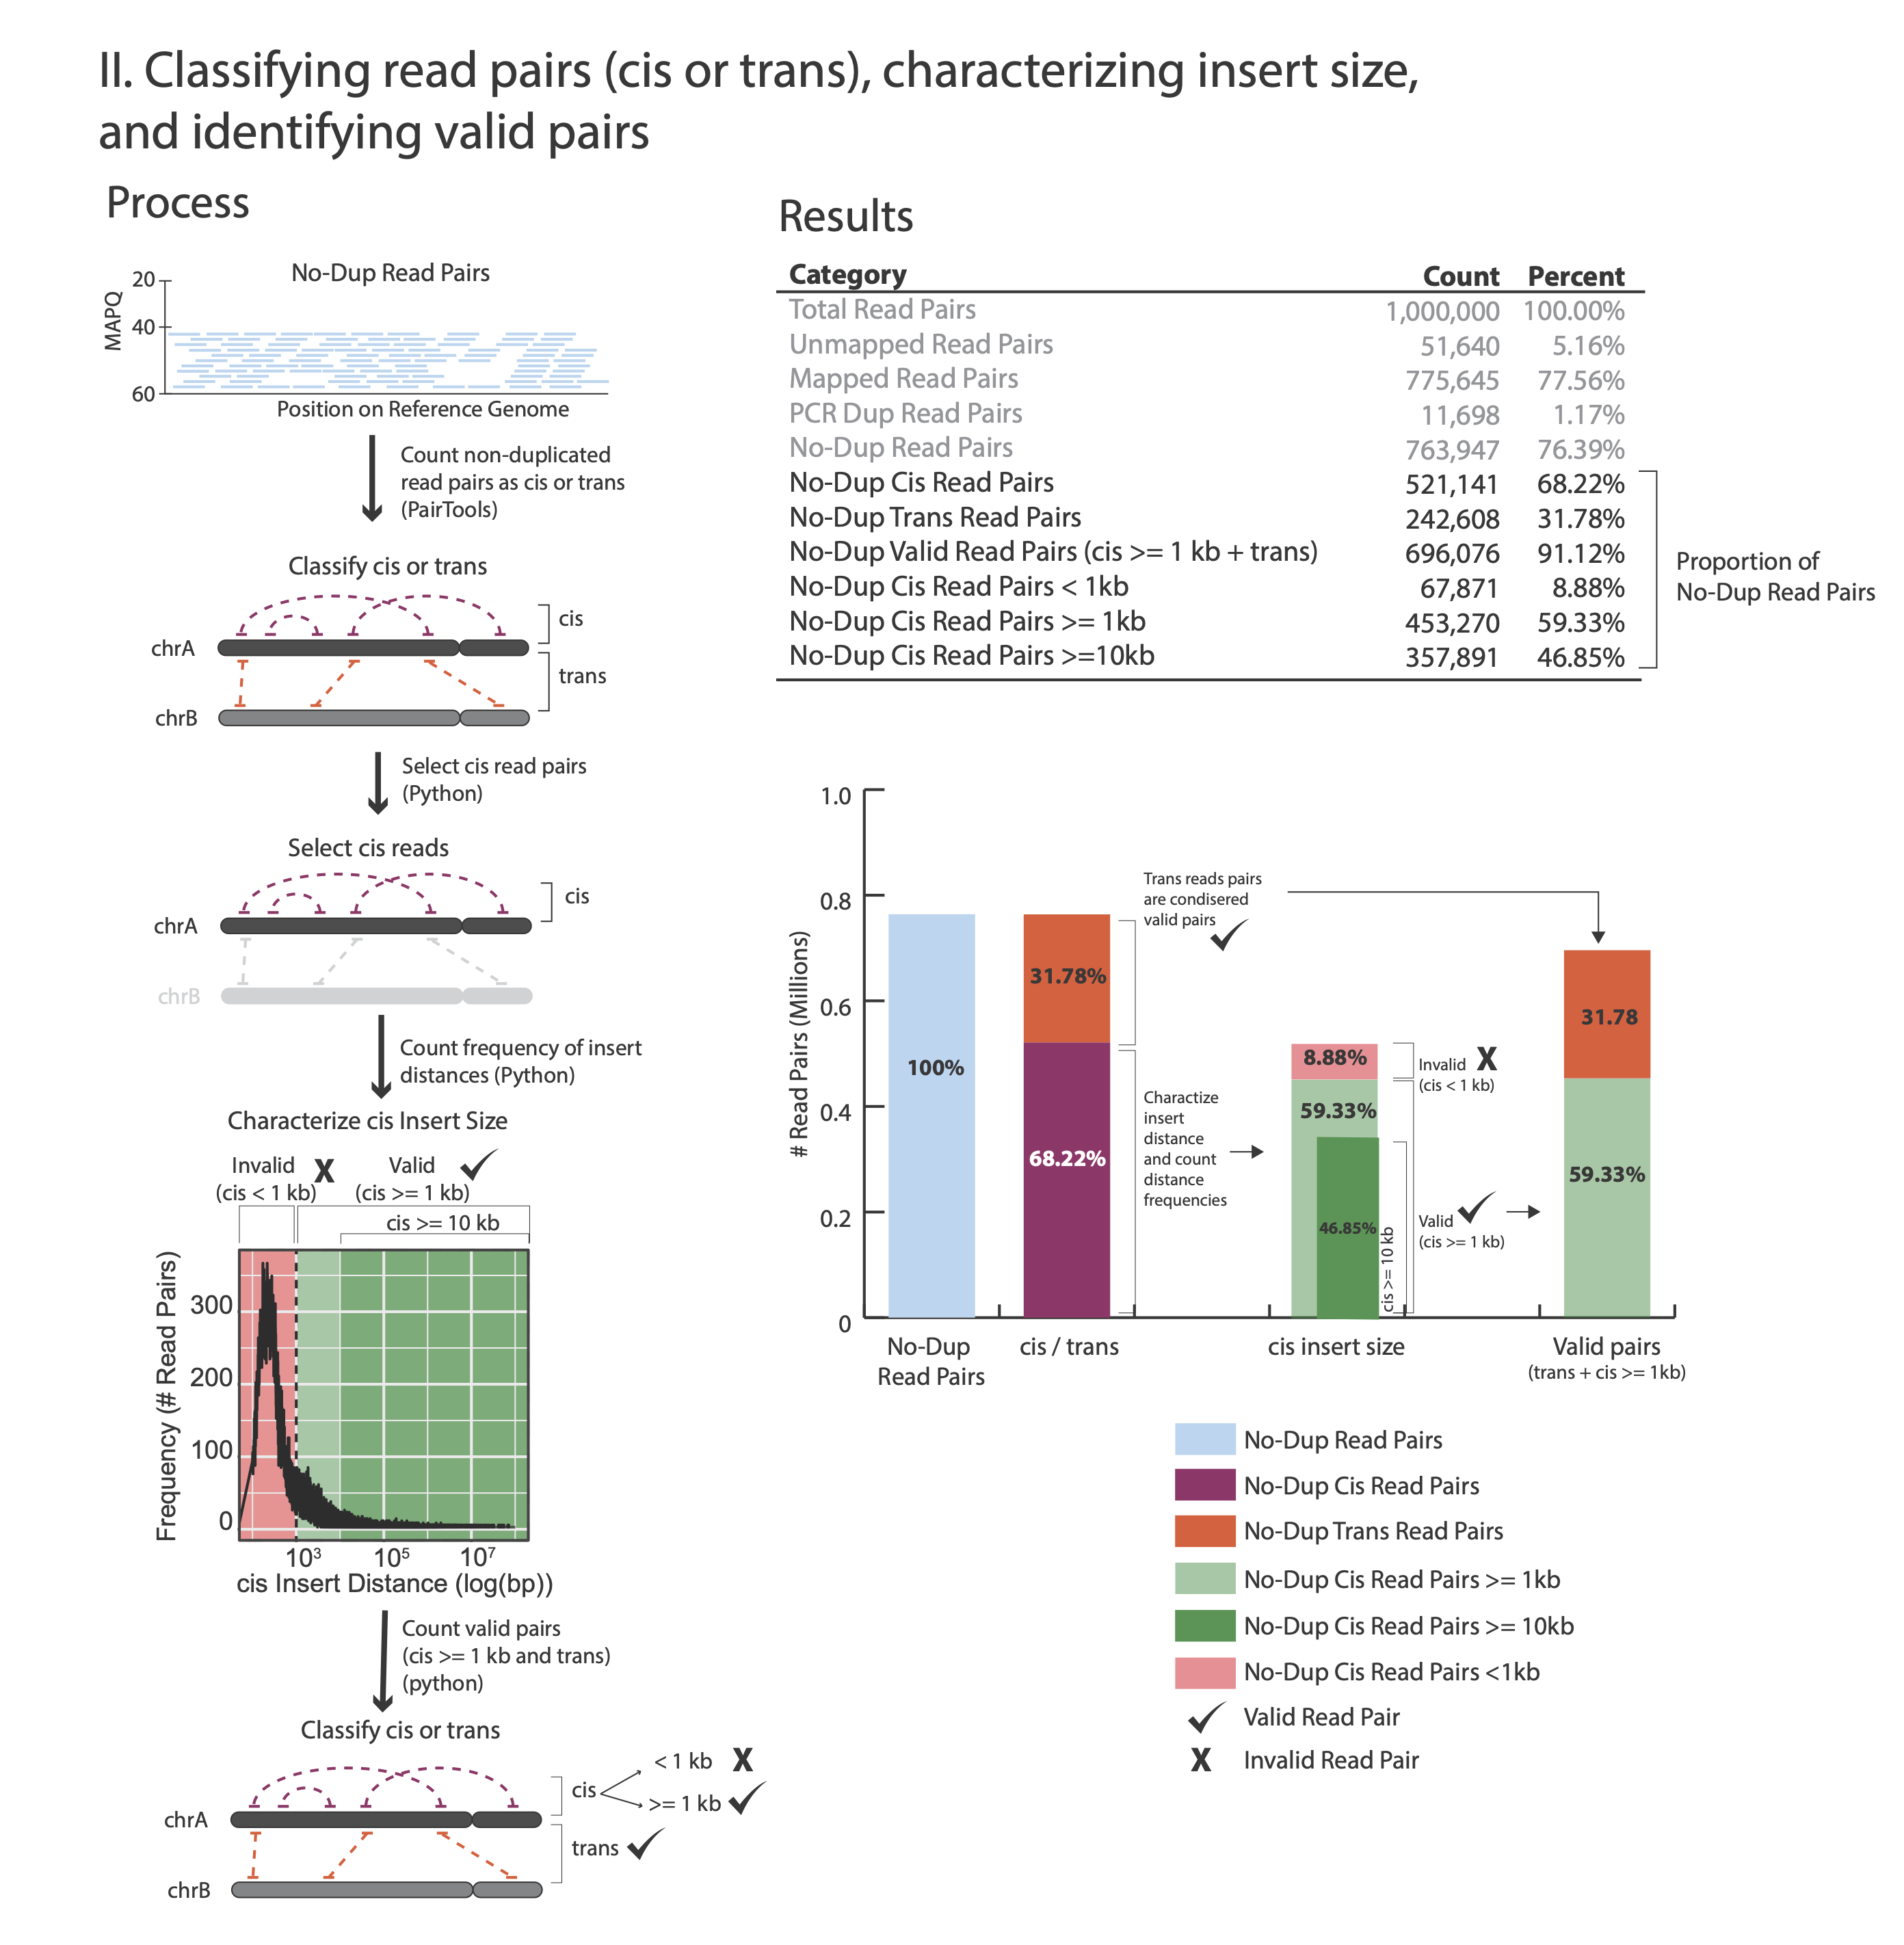 II. Classifying read pairs (cis or trans), characterizing insert size,
and identifying valid pairs
Process
No-Dup Read Pairs
20
40
60
MAPQ
Position on Reference Genome
Count non-duplicated
read pairs as cis or trans
(PairTools)
Classify cis or trans
cis
chrA
trans
chrB
Select cis read pairs
(Python)
Select cis reads
cis
chrA
chrB
Count frequency of insert
distances (Python)
Characterize cis Insert Size
Invalid X
(cis < 1 kb)
Valid ✓
(cis >= 1 kb)
cis >= 10 kb
Frequency (# Read Pairs)
300
200
100
0
10³ 10⁵ 10⁷
cis Insert Distance (log(bp))
Count valid pairs
(cis >= 1 kb and trans)
(python)
Classify cis or trans
< 1 kb X
cis
>= 1 kb ✓
chrA
trans ✓
chrB
Results
Category Count Percent
Total Read Pairs 1,000,000 100.00%
Unmapped Read Pairs 51,640 5.16%
Mapped Read Pairs 775,645 77.56%
PCR Dup Read Pairs 11,698 1.17%
No-Dup Read Pairs 763,947 76.39%
No-Dup Cis Read Pairs 521,141 68.22%
No-Dup Trans Read Pairs 242,608 31.78%
No-Dup Valid Read Pairs (cis >= 1 kb + trans) 696,076 91.12%
No-Dup Cis Read Pairs < 1kb 67,871 8.88%
No-Dup Cis Read Pairs >= 1kb 453,270 59.33%
No-Dup Cis Read Pairs >=10kb 357,891 46.85%
Proportion of
No-Dup Read Pairs
# Read Pairs (Millions)
1.0
0.8
0.6
0.4
0.2
0
100%
31.78%
68.22%
Trans reads pairs
are condisered
valid pairs ✓
Charactize
insert
distance
and count
distance
frequencies
8.88%
59.33%
46.85%
cis >= 10 kb
Invalid X
(cis < 1 kb)
Valid ✓
(cis >= 1 kb)
31.78
59.33%
No-Dup
Read Pairs
cis / trans
cis insert size
Valid pairs
(trans + cis >= 1kb)
No-Dup Read Pairs
No-Dup Cis Read Pairs
No-Dup Trans Read Pairs
No-Dup Cis Read Pairs >= 1kb
No-Dup Cis Read Pairs >= 10kb
No-Dup Cis Read Pairs <1kb
✓ Valid Read Pair
X Invalid Read Pair